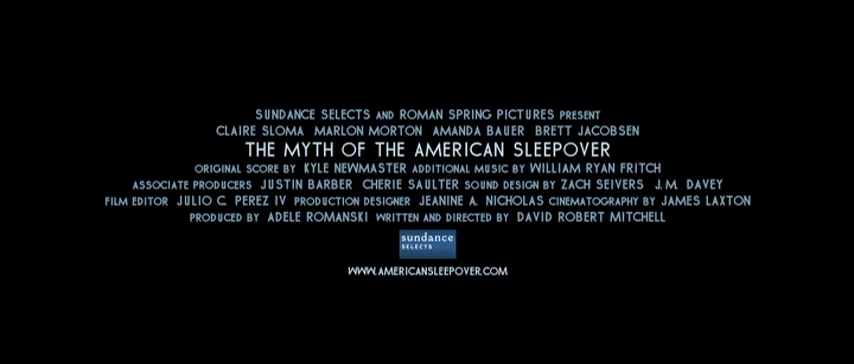 SUNDANCE SELECTS AND ROMAN SPRING PICTURES PRESENT
CLAIRE SLOMA MARLON MORTON AMANDA BAUER BRETT JACOBSEN
THE MYTH OF THE AMERICAN SLEEPOVER
ORIGINAL SCORE BY KYLE NEWMASTER ADDITIONAL MUSIC BY WILLIAM RYAN FRITCH
ASSOCIATE PRODUCERS JUSTIN BARBER CHERIE SAULTER SOUND DESIGN BY ZACH SEIVERS J.M. DAVEY
FILM EDITOR JULIO C. PEREZ IV PRODUCTION DESIGNER JEANINE A. NICHOLAS CINEMATOGRAPHY BY JAMES LAXTON
PRODUCED BY ADELE ROMANSKI WRITTEN AND DIRECTED BY DAVID ROBERT MITCHELL
sundance
SELECTS
WWW.AMERICANSLEEPOVER.COM